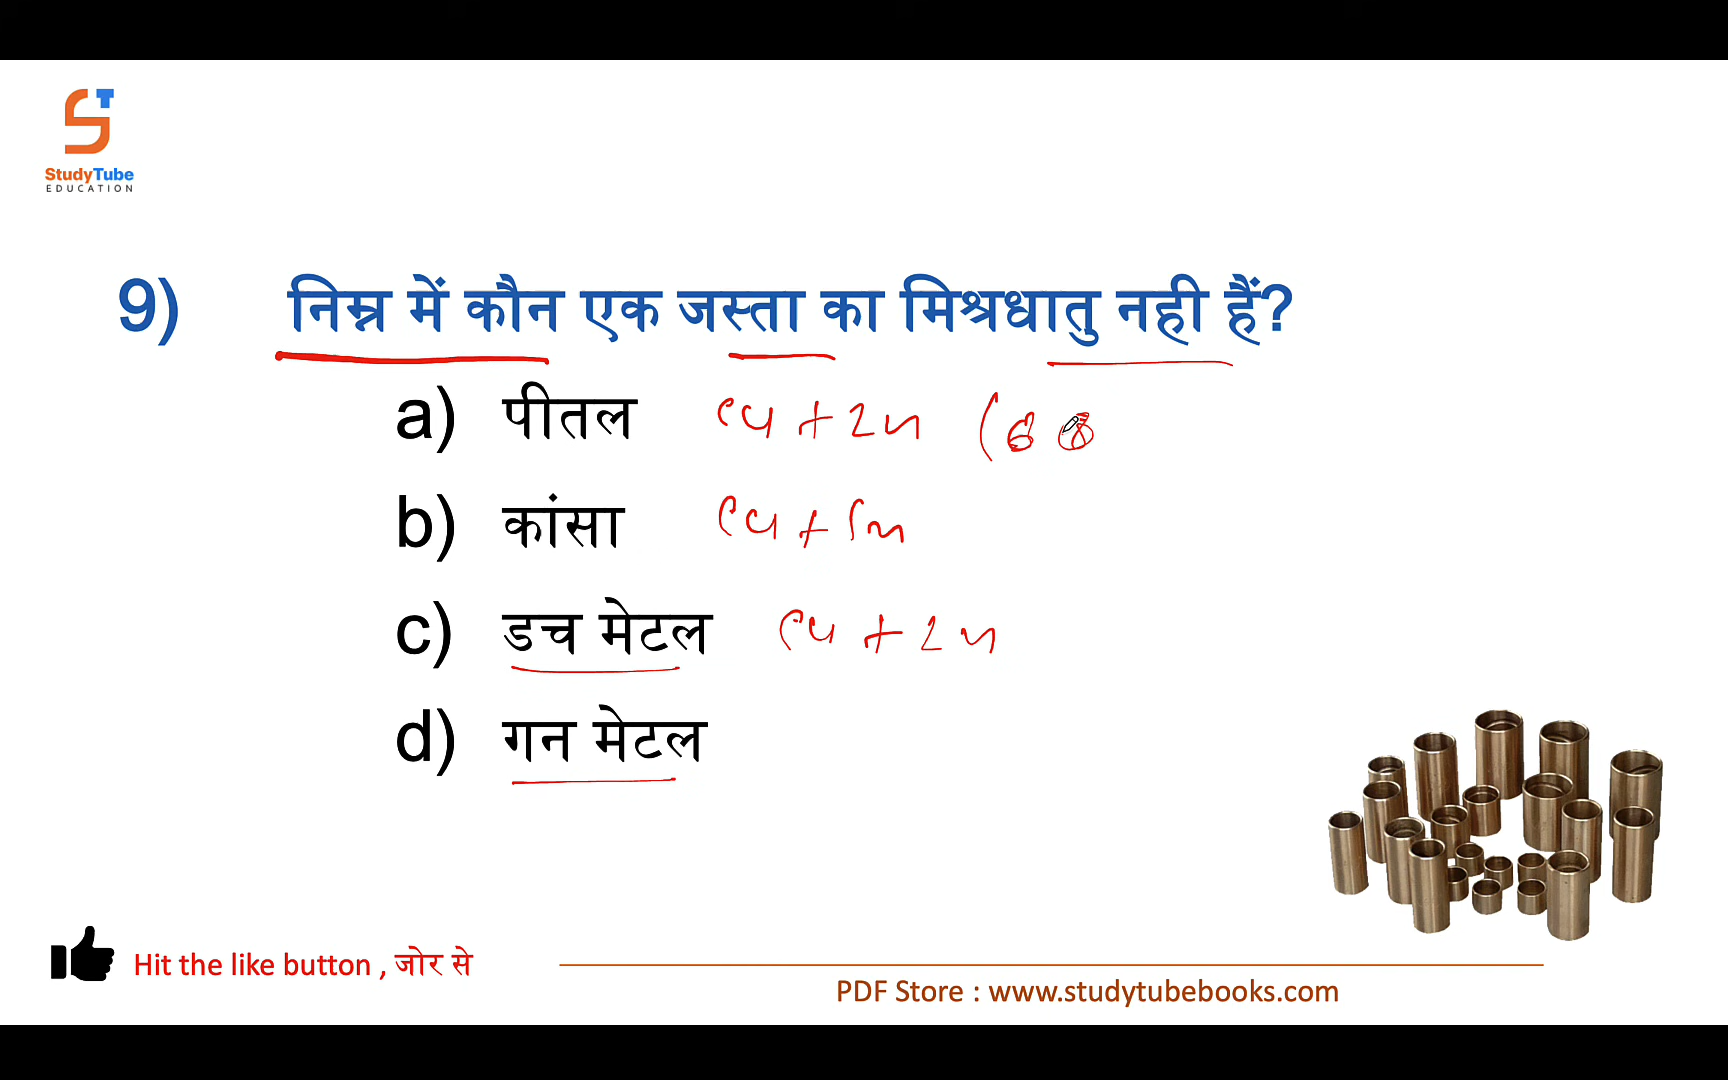 StudyTube
EDUCATION
9) निम्न में कौन एक जस्ता का मिश्रधातु नही हैं?
a) पीतल Cu + Zn (68
b) कांसा Cu + Sn
c) डच मेटल Cu + Zn
d) गन मेटल
Hit the like button , जोर से
PDF Store : www.studytubebooks.com